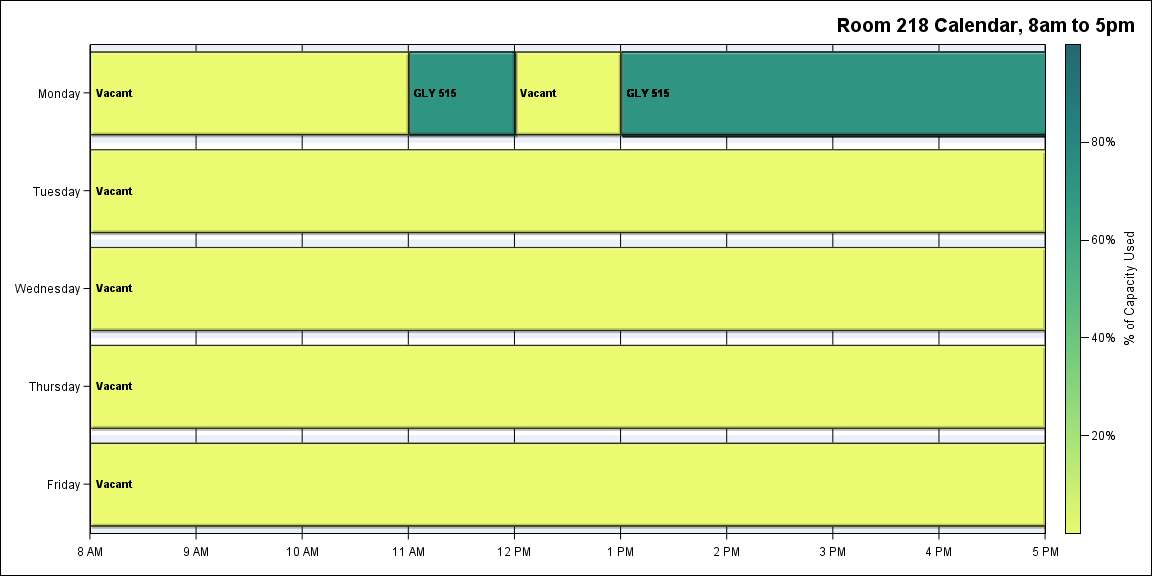 Room 218 Calendar, 8am to 5pm
Monday
Vacant
GLY 515
Vacant
GLY 515
Tuesday
Vacant
Wednesday
Vacant
Thursday
Vacant
Friday
Vacant
8 AM 9 AM 10 AM 11 AM 12 PM 1 PM 2 PM 3 PM 4 PM 5 PM
80%
60%
40%
20%
% of Capacity Used